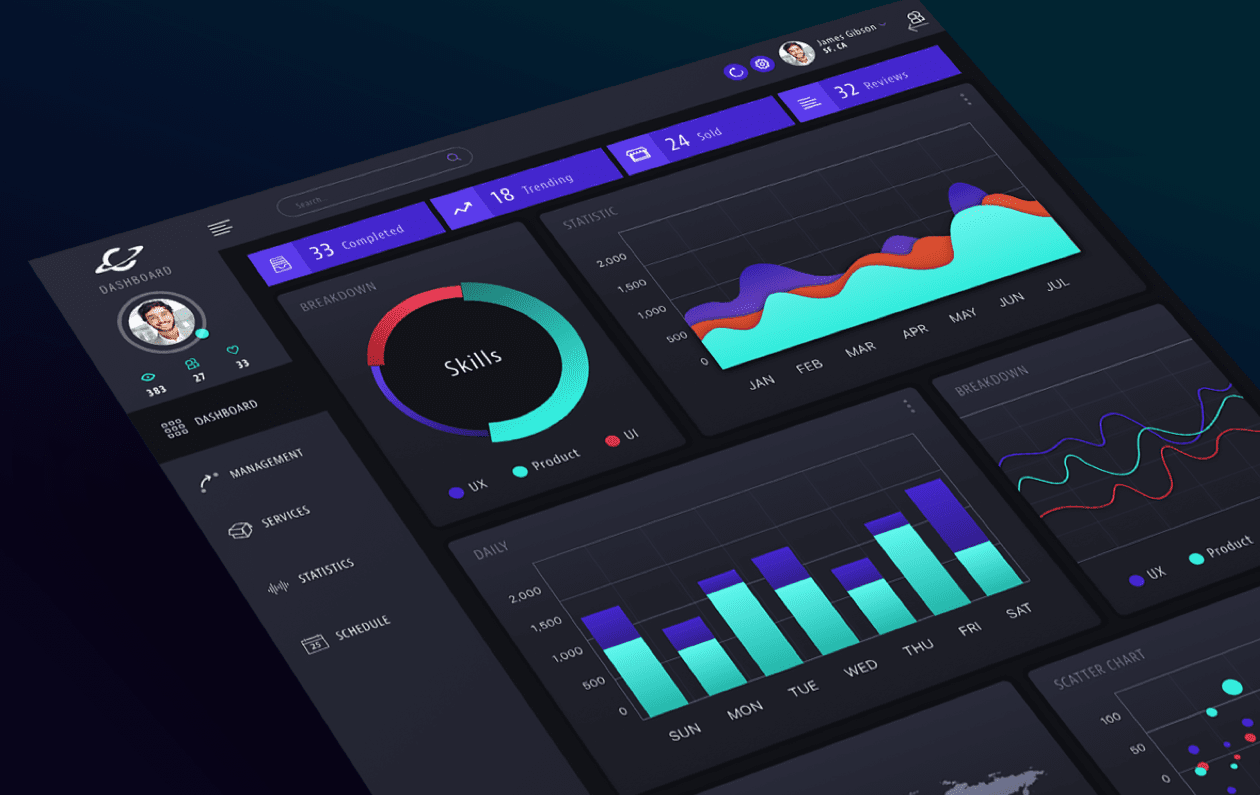 James Gibson
SF, CA
32 Reviews
24 Sold
18 Trending
33 Completed
Search
DASHBOARD
383
27
33
DASHBOARD
MANAGEMENT
SERVICES
STATISTICS
25
SCHEDULE
BREAKDOWN
Skills
UX
Product
UI
STATISTIC
2,000
1,500
1,000
500
0
JAN
FEB
MAR
APR
MAY
JUN
JUL
DAILY
2,000
1,500
1,000
500
0
SUN
MON
TUE
WED
THU
FRI
SAT
BREAKDOWN
UX
Product
SCATTER CHART
100
50
0